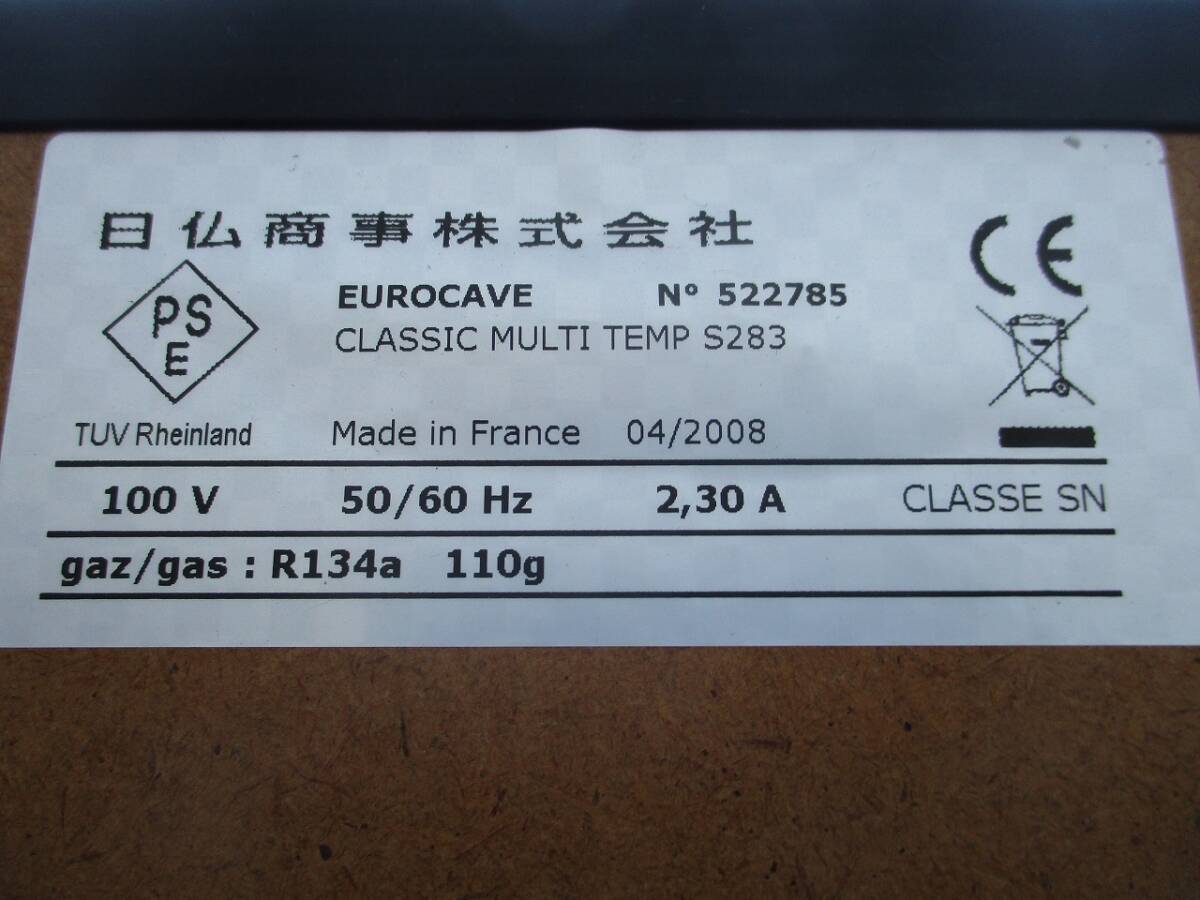 日仏商事株式会社
CE
PS
E
EUROCAVE N° 522785
CLASSIC MULTI TEMP S283
TUV Rheinland Made in France 04/2008
100 V 50/60 Hz 2,30 A CLASSE SN
gaz/gas : R134a 110g